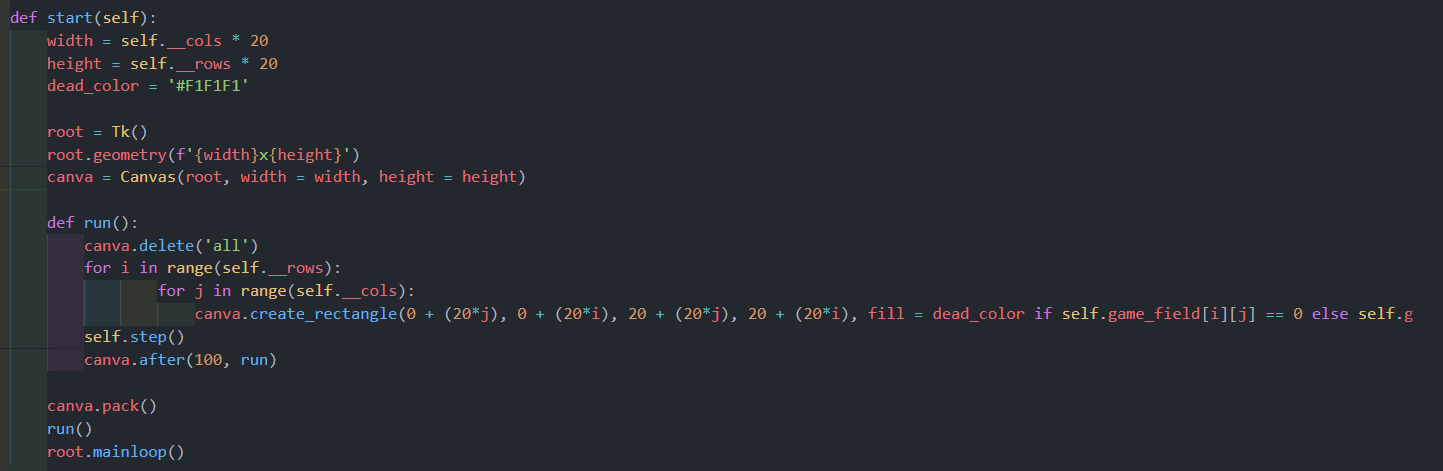 def start(self):
    width = self.__cols * 20
    height = self.__rows * 20
    dead_color = '#F1F1F1'

    root = Tk()
    root.geometry(f'{width}x{height}')
    canva = Canvas(root, width = width, height = height)

    def run():
        canva.delete('all')
        for i in range(self.__rows):
                for j in range(self.__cols):
                    canva.create_rectangle(0 + (20*j), 0 + (20*i), 20 + (20*j), 20 + (20*i), fill = dead_color if self.game_field[i][j] == 0 else self.g
        self.step()
        canva.after(100, run)

    canva.pack()
    run()
    root.mainloop()